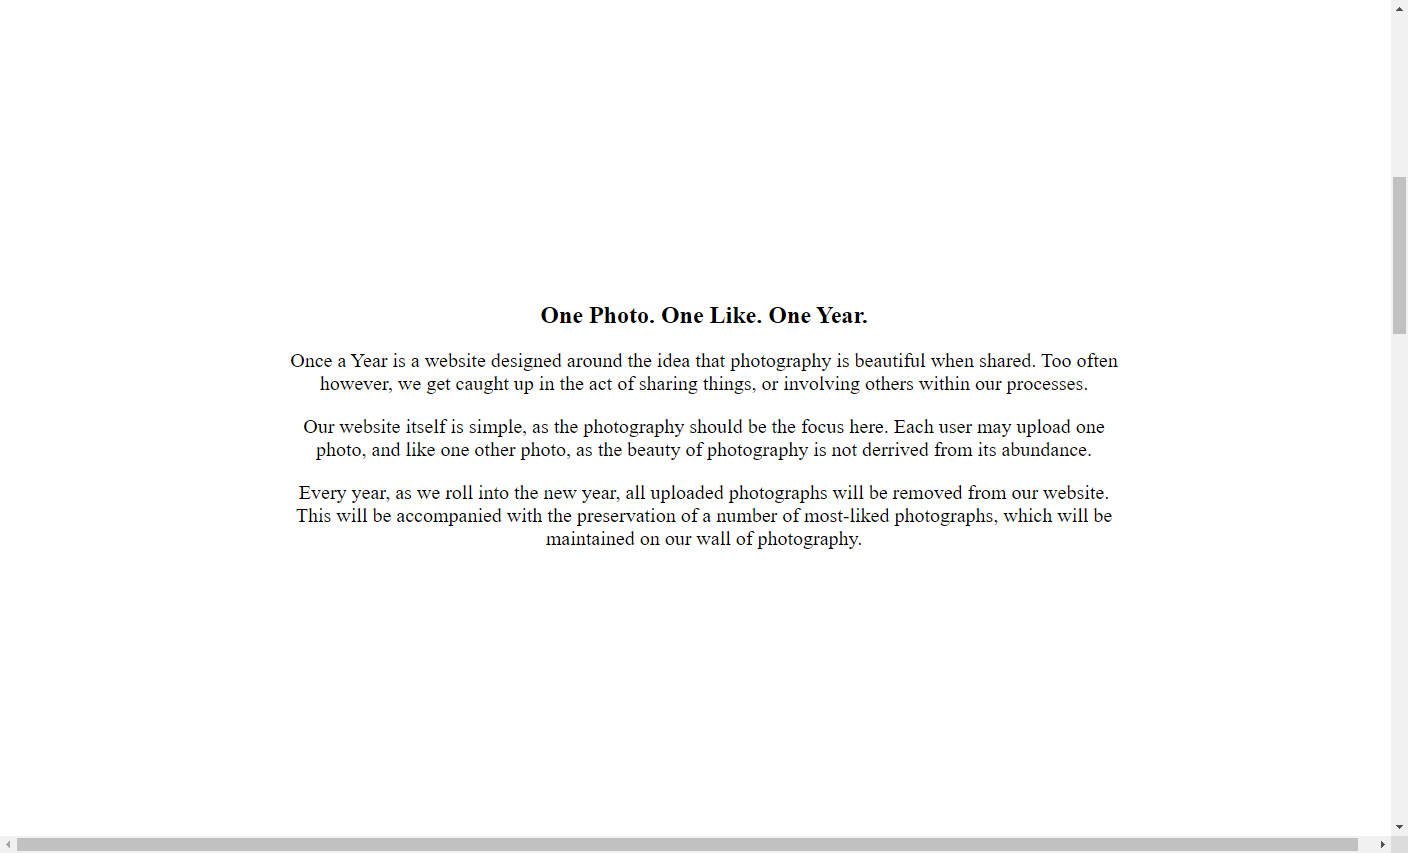 One Photo. One Like. One Year.
Once a Year is a website designed around the idea that photography is beautiful when shared. Too often
however, we get caught up in the act of sharing things, or involving others within our processes.
Our website itself is simple, as the photography should be the focus here. Each user may upload one
photo, and like one other photo, as the beauty of photography is not derrived from its abundance.
Every year, as we roll into the new year, all uploaded photographs will be removed from our website.
This will be accompanied with the preservation of a number of most-liked photographs, which will be
maintained on our wall of photography.